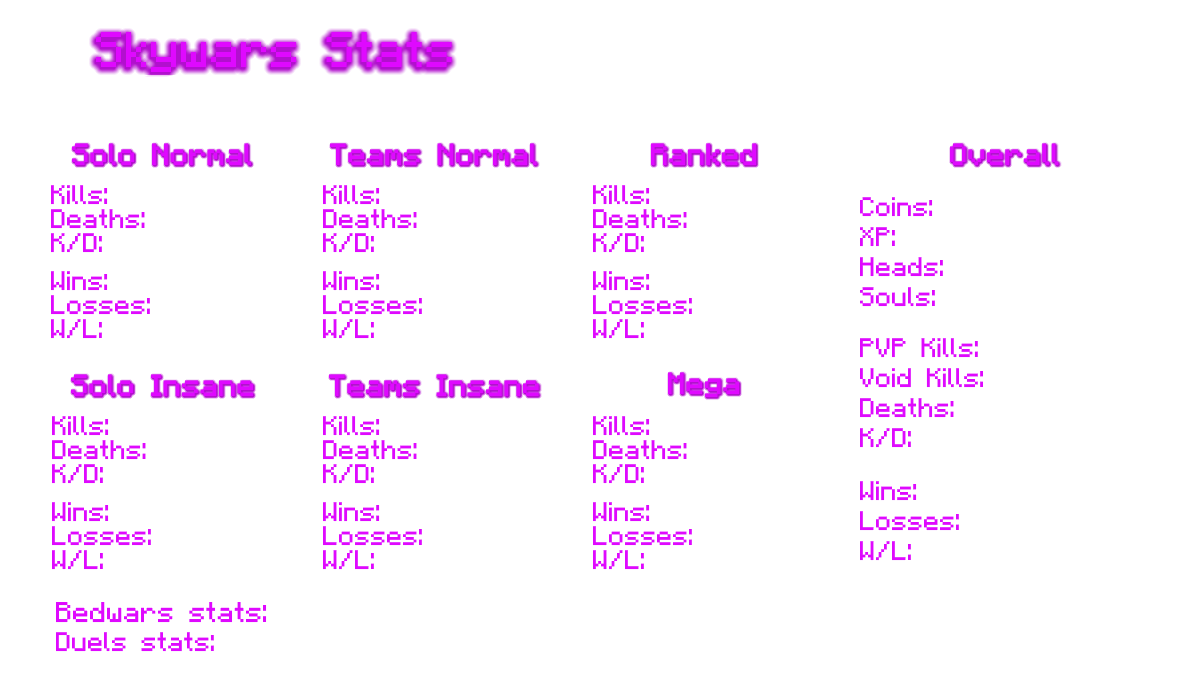 Skywars Stats
Solo Normal
Kills:
Deaths:
K/D:
Wins:
Losses:
W/L:
Teams Normal
Kills:
Deaths:
K/D:
Wins:
Losses:
W/L:
Ranked
Kills:
Deaths:
K/D:
Wins:
Losses:
W/L:
Overall
Coins:
XP:
Heads:
Souls:
PVP Kills:
Void Kills:
Deaths:
K/D:
Wins:
Losses:
W/L:
Solo Insane
Kills:
Deaths:
K/D:
Wins:
Losses:
W/L:
Teams Insane
Kills:
Deaths:
K/D:
Wins:
Losses:
W/L:
Mega
Kills:
Deaths:
K/D:
Wins:
Losses:
W/L:
Bedwars stats:
Duels stats: